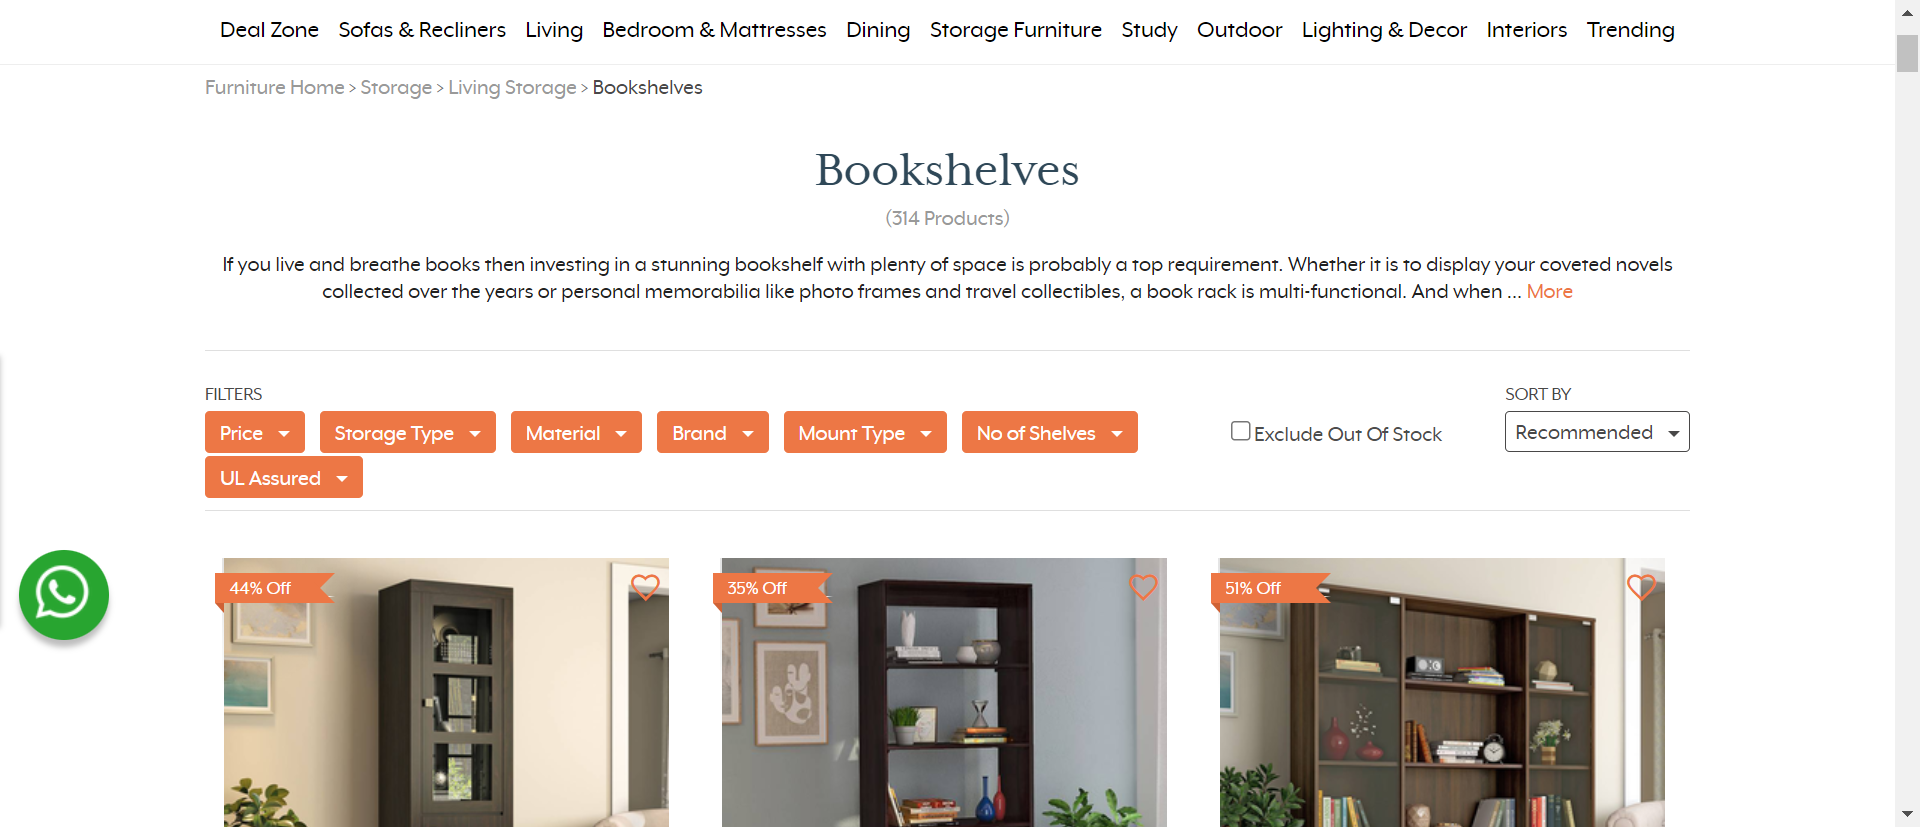 Deal Zone Sofas & Recliners Living Bedroom & Mattresses Dining Storage Furniture Study Outdoor Lighting & Decor Interiors Trending
Furniture Home > Storage > Living Storage > Bookshelves
Bookshelves
(314 Products)
If you live and breathe books then investing in a stunning bookshelf with plenty of space is probably a top requirement. Whether it is to display your coveted novels
collected over the years or personal memorabilia like photo frames and travel collectibles, a book rack is multi-functional. And when ... More
FILTERS
SORT BY
Price Storage Type Material Brand Mount Type No of Shelves Exclude Out Of Stock Recommended
UL Assured
44% Off 35% Off 51% Off